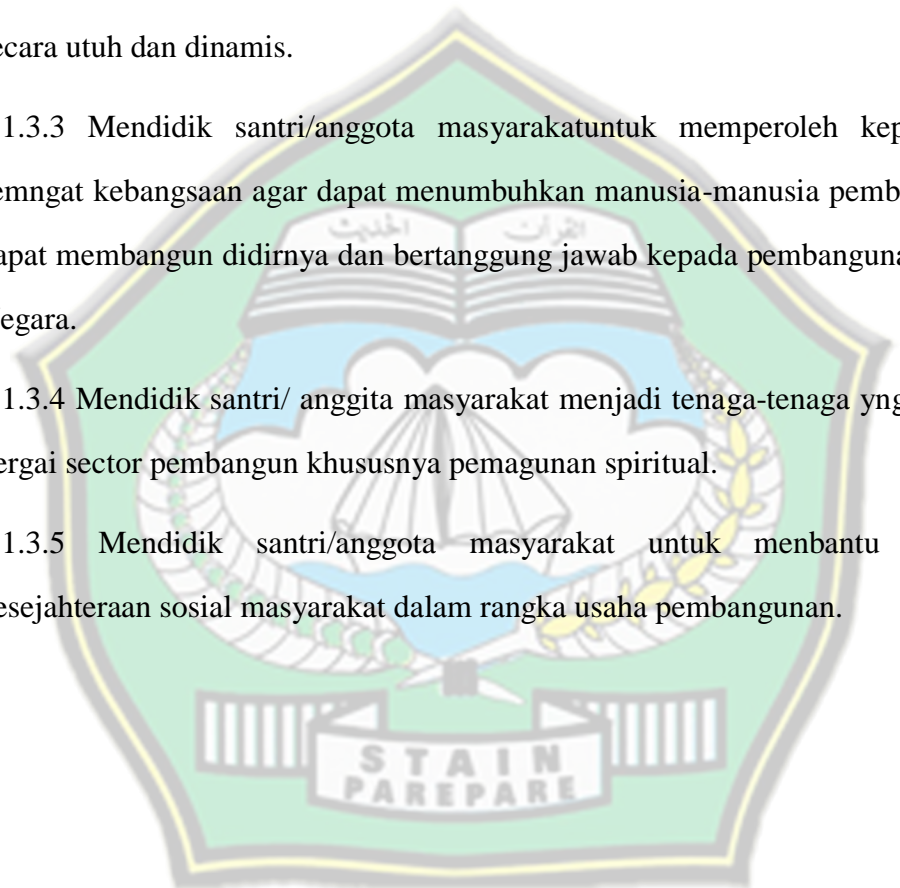 ecara utuh dan dinamis.
1.3.3 Mendidik santri/anggota masyarakatuntuk memperoleh kep
emngat kebangsaan agar dapat menumbuhkan manusia-manusia pemb
apat membangun didirnya dan bertanggung jawab kepada pembanguna
egara.
1.3.4 Mendidik santri/ anggita masyarakat menjadi tenaga-tenaga yng
ergai sector pembangun khususnya pemagunan spiritual.
1.3.5 Mendidik santri/anggota masyarakat untuk menbantu
esejahteraan sosial masyarakat dalam rangka usaha pembangunan.
الحديث القرآن
STAIN
PAREPARE